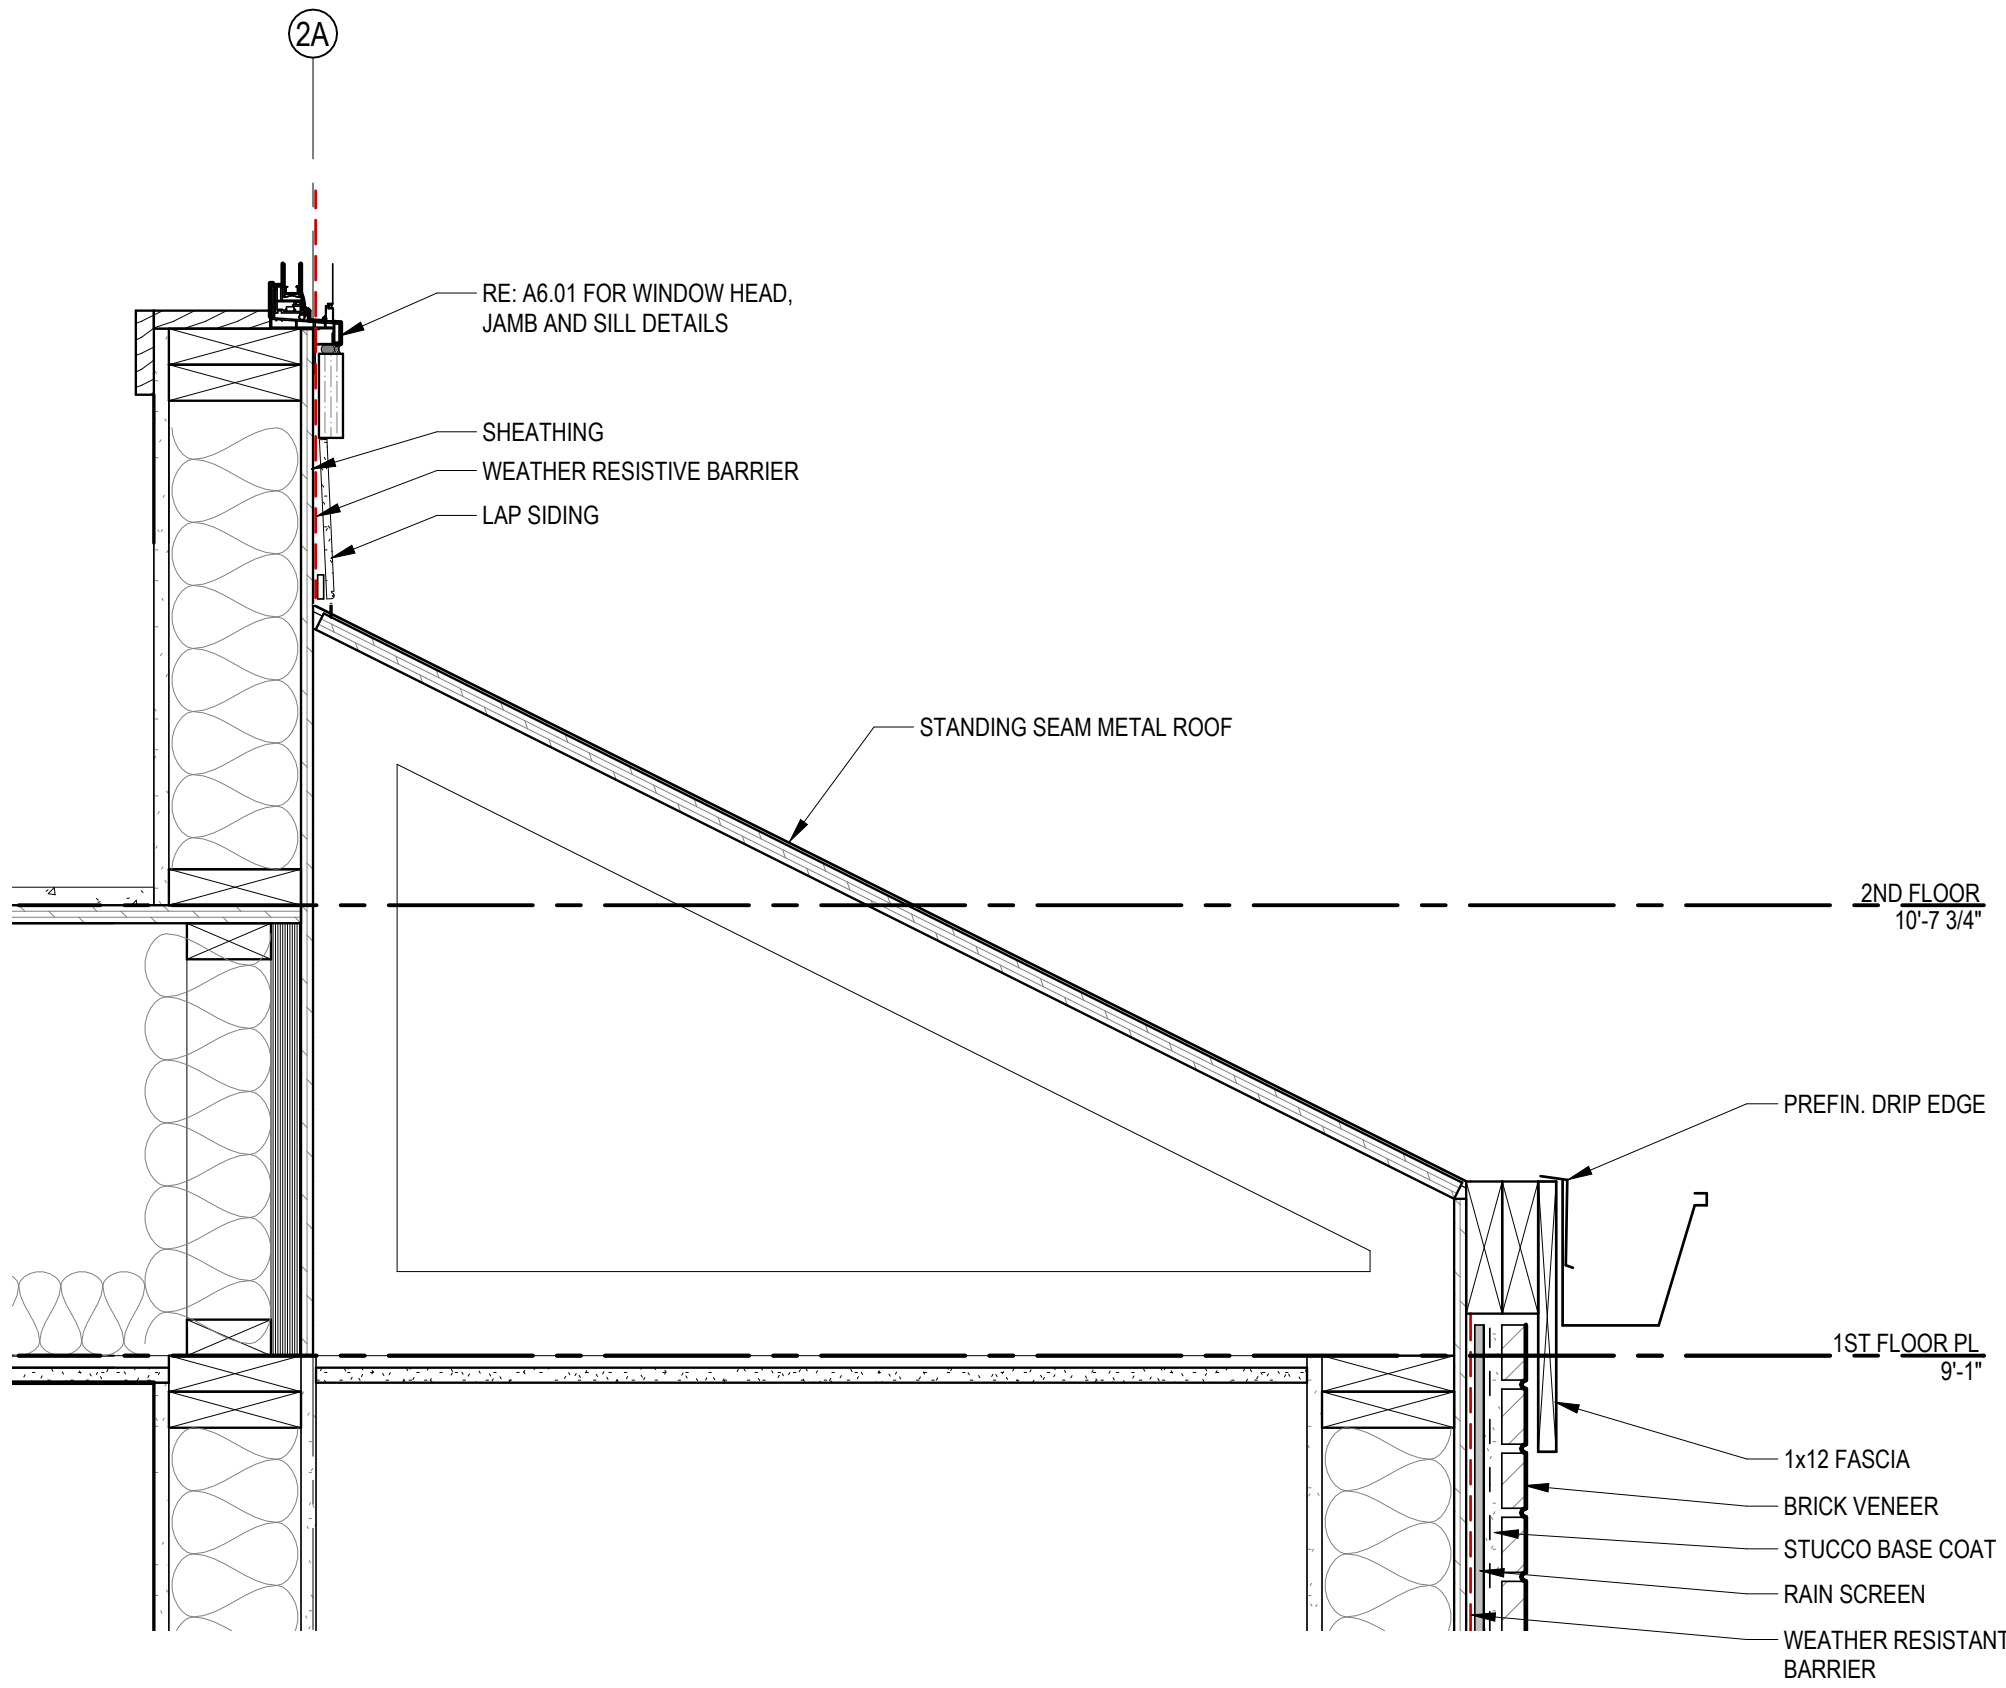 2A
RE: A6.01 FOR WINDOW HEAD,
JAMB AND SILL DETAILS
SHEATHING
WEATHER RESISTIVE BARRIER
LAP SIDING
STANDING SEAM METAL ROOF
2ND FLOOR
10'-7 3/4"
PREFIN. DRIP EDGE
1ST FLOOR PL
9'-1"
1x12 FASCIA
BRICK VENEER
STUCCO BASE COAT
RAIN SCREEN
WEATHER RESISTANT
BARRIER